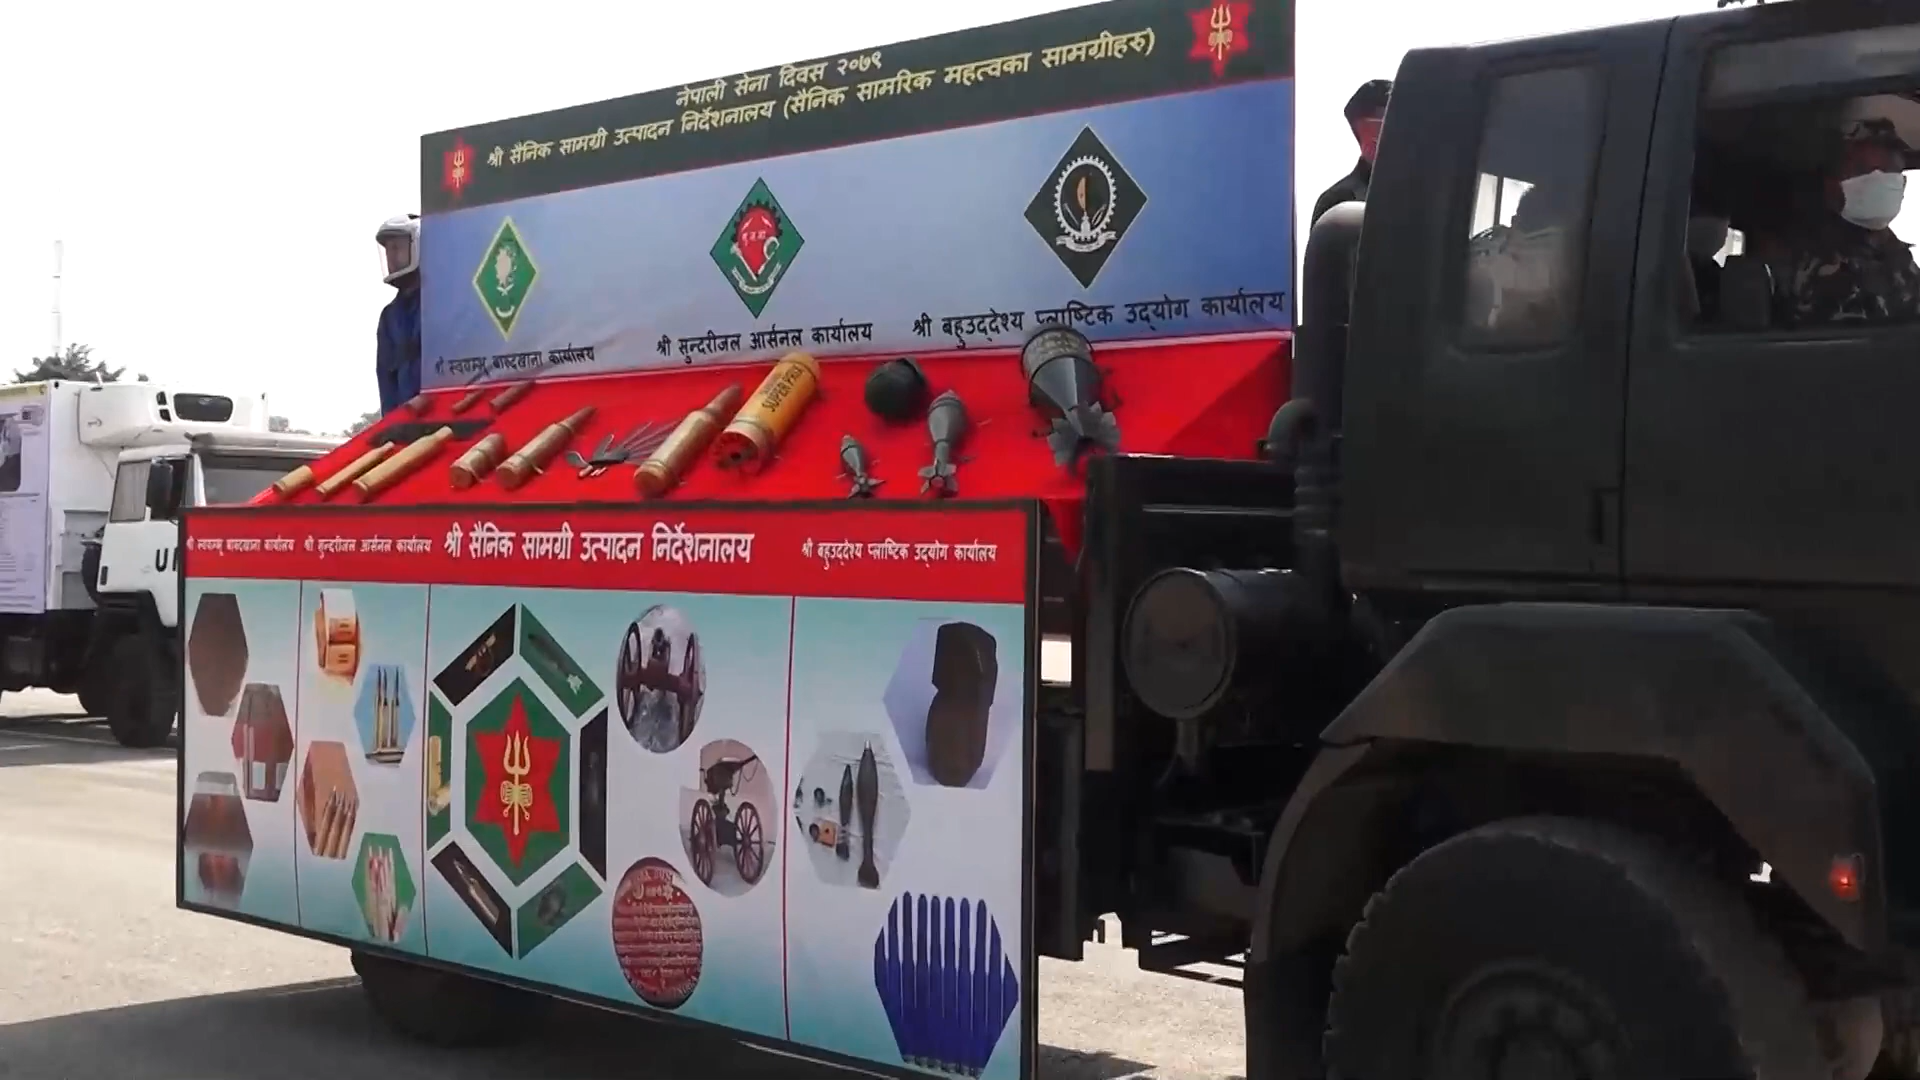 नेपाली सेना दिवस २०७९
श्री सैनिक सामग्री उत्पादन निर्देशनालय (सैनिक सामरिक महत्वका सामग्रीहरु)
श्री स्वयम्भू बारुदखाना कार्यालय
श्री सुन्दरीजल आर्सनल कार्यालय
श्री बहुउद्देश्य प्लाष्टिक उद्योग कार्यालय
SUPER
श्री स्वयम्भू बारुदखाना कार्यालय
श्री सुन्दरीजल आर्सनल कार्यालय
श्री सैनिक सामग्री उत्पादन निर्देशनालय
श्री बहुउद्देश्य प्लाष्टिक उद्योग कार्यालय